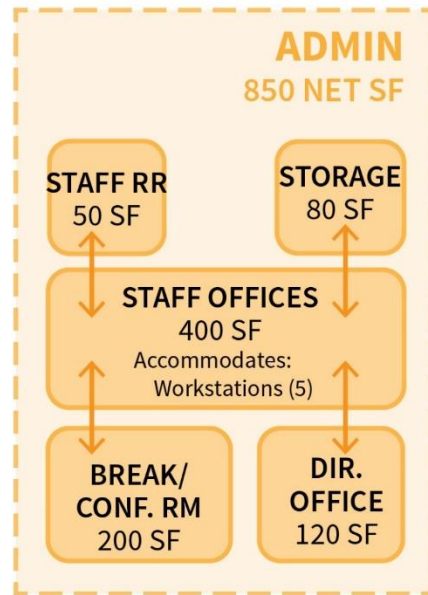 ADMIN
850 NET SF
STAFF RR
50 SF
STORAGE
80 SF
STAFF OFFICES
400 SF
Accommodates:
Workstations (5)
BREAK/
CONF. RM
200 SF
DIR.
OFFICE
120 SF